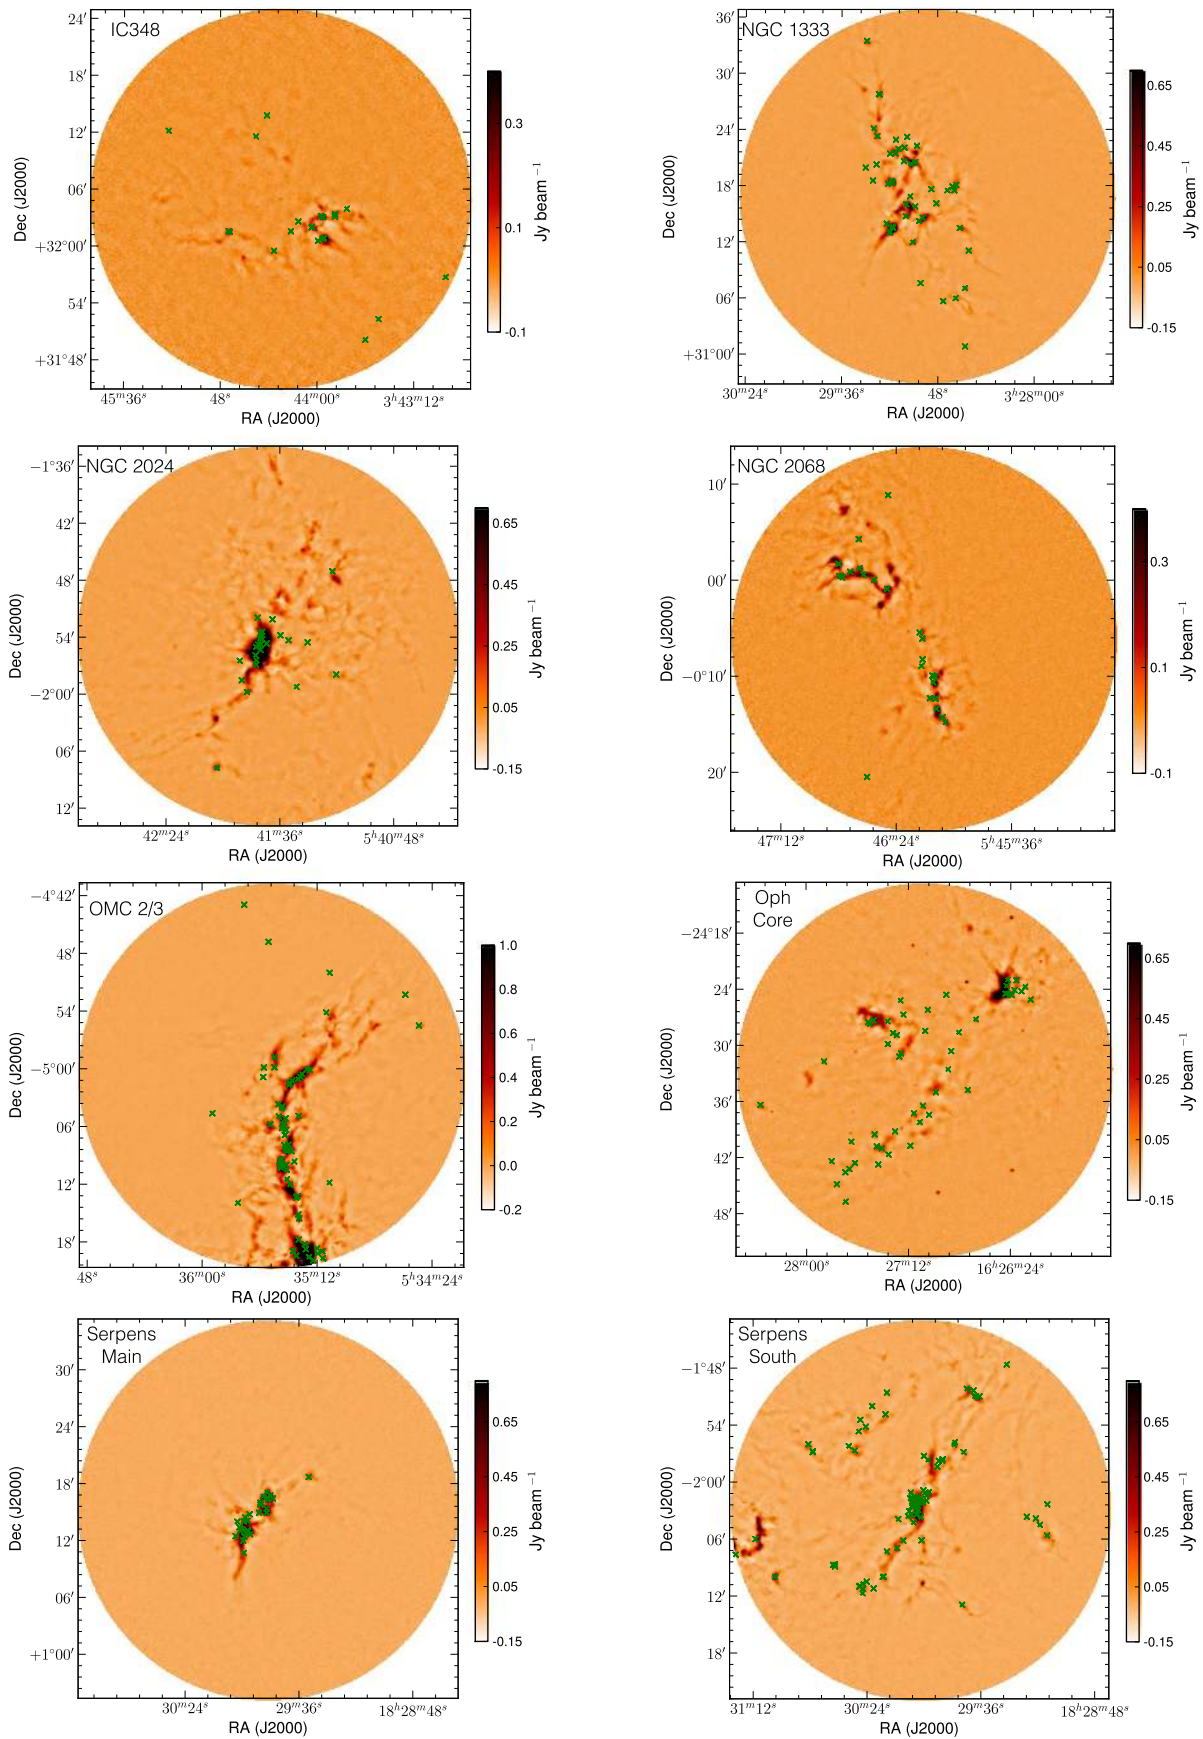 IC348
24′
18′
12′
06′
+32°00′
54′
+31°48′
45ᵐ36ˢ
48ˢ
44ᵐ00ˢ
3ʰ43ᵐ12ˢ
RA (J2000)
Dec (J2000)
0.3
0.1
-0.1
Jy beam⁻¹
NGC 1333
36′
30′
24′
18′
12′
06′
+31°00′
30ᵐ24ˢ
29ᵐ36ˢ
48ˢ
3ʰ28ᵐ00ˢ
RA (J2000)
Dec (J2000)
0.65
0.45
0.25
0.05
-0.15
Jy beam⁻¹
NGC 2024
−1°36′
42′
48′
54′
−2°00′
06′
12′
42ᵐ24ˢ
41ᵐ36ˢ
5ʰ40ᵐ48ˢ
RA (J2000)
Dec (J2000)
0.65
0.45
0.25
0.05
-0.15
Jy beam⁻¹
NGC 2068
10′
00′
−0°10′
20′
47ᵐ12ˢ
46ᵐ24ˢ
5ʰ45ᵐ36ˢ
RA (J2000)
Dec (J2000)
0.3
0.1
-0.1
Jy beam⁻¹
OMC 2/3
−4°42′
48′
54′
−5°00′
06′
12′
18′
48ˢ
36ᵐ00ˢ
35ᵐ12ˢ
5ʰ34ᵐ24ˢ
RA (J2000)
Dec (J2000)
1.0
0.8
0.6
0.4
0.2
0.0
-0.2
Jy beam⁻¹
Oph
Core
−24°18′
24′
30′
36′
42′
48′
28ᵐ00ˢ
27ᵐ12ˢ
16ʰ26ᵐ24ˢ
RA (J2000)
Dec (J2000)
0.65
0.45
0.25
0.05
-0.15
Jy beam⁻¹
Serpens
Main
30′
24′
18′
12′
06′
+1°00′
30ᵐ24ˢ
29ᵐ36ˢ
18ʰ28ᵐ48ˢ
RA (J2000)
Dec (J2000)
0.65
0.45
0.25
0.05
-0.15
Jy beam⁻¹
Serpens
South
−1°48′
54′
−2°00′
06′
12′
18′
31ᵐ12ˢ
30ᵐ24ˢ
29ᵐ36ˢ
18ʰ28ᵐ48ˢ
RA (J2000)
Dec (J2000)
0.65
0.45
0.25
0.05
-0.15
Jy beam⁻¹